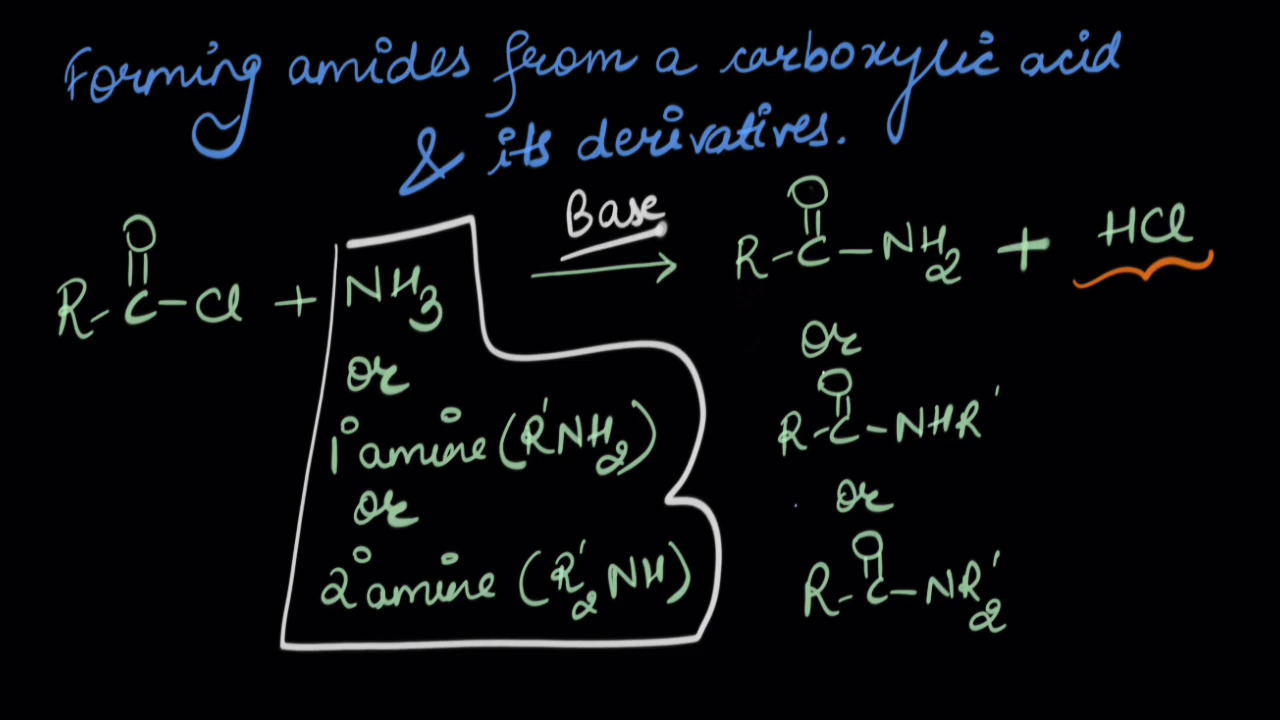 Forming amides from a carboxylic acid
& its derivatives.
Base
O
R-C-Cl + NH3
or
1° amine (R'NH2)
or
2° amine (R'2NH)
O
R-C-NH2 + HCl
or
O
R-C-NHR'
or
O
R-C-NR'2